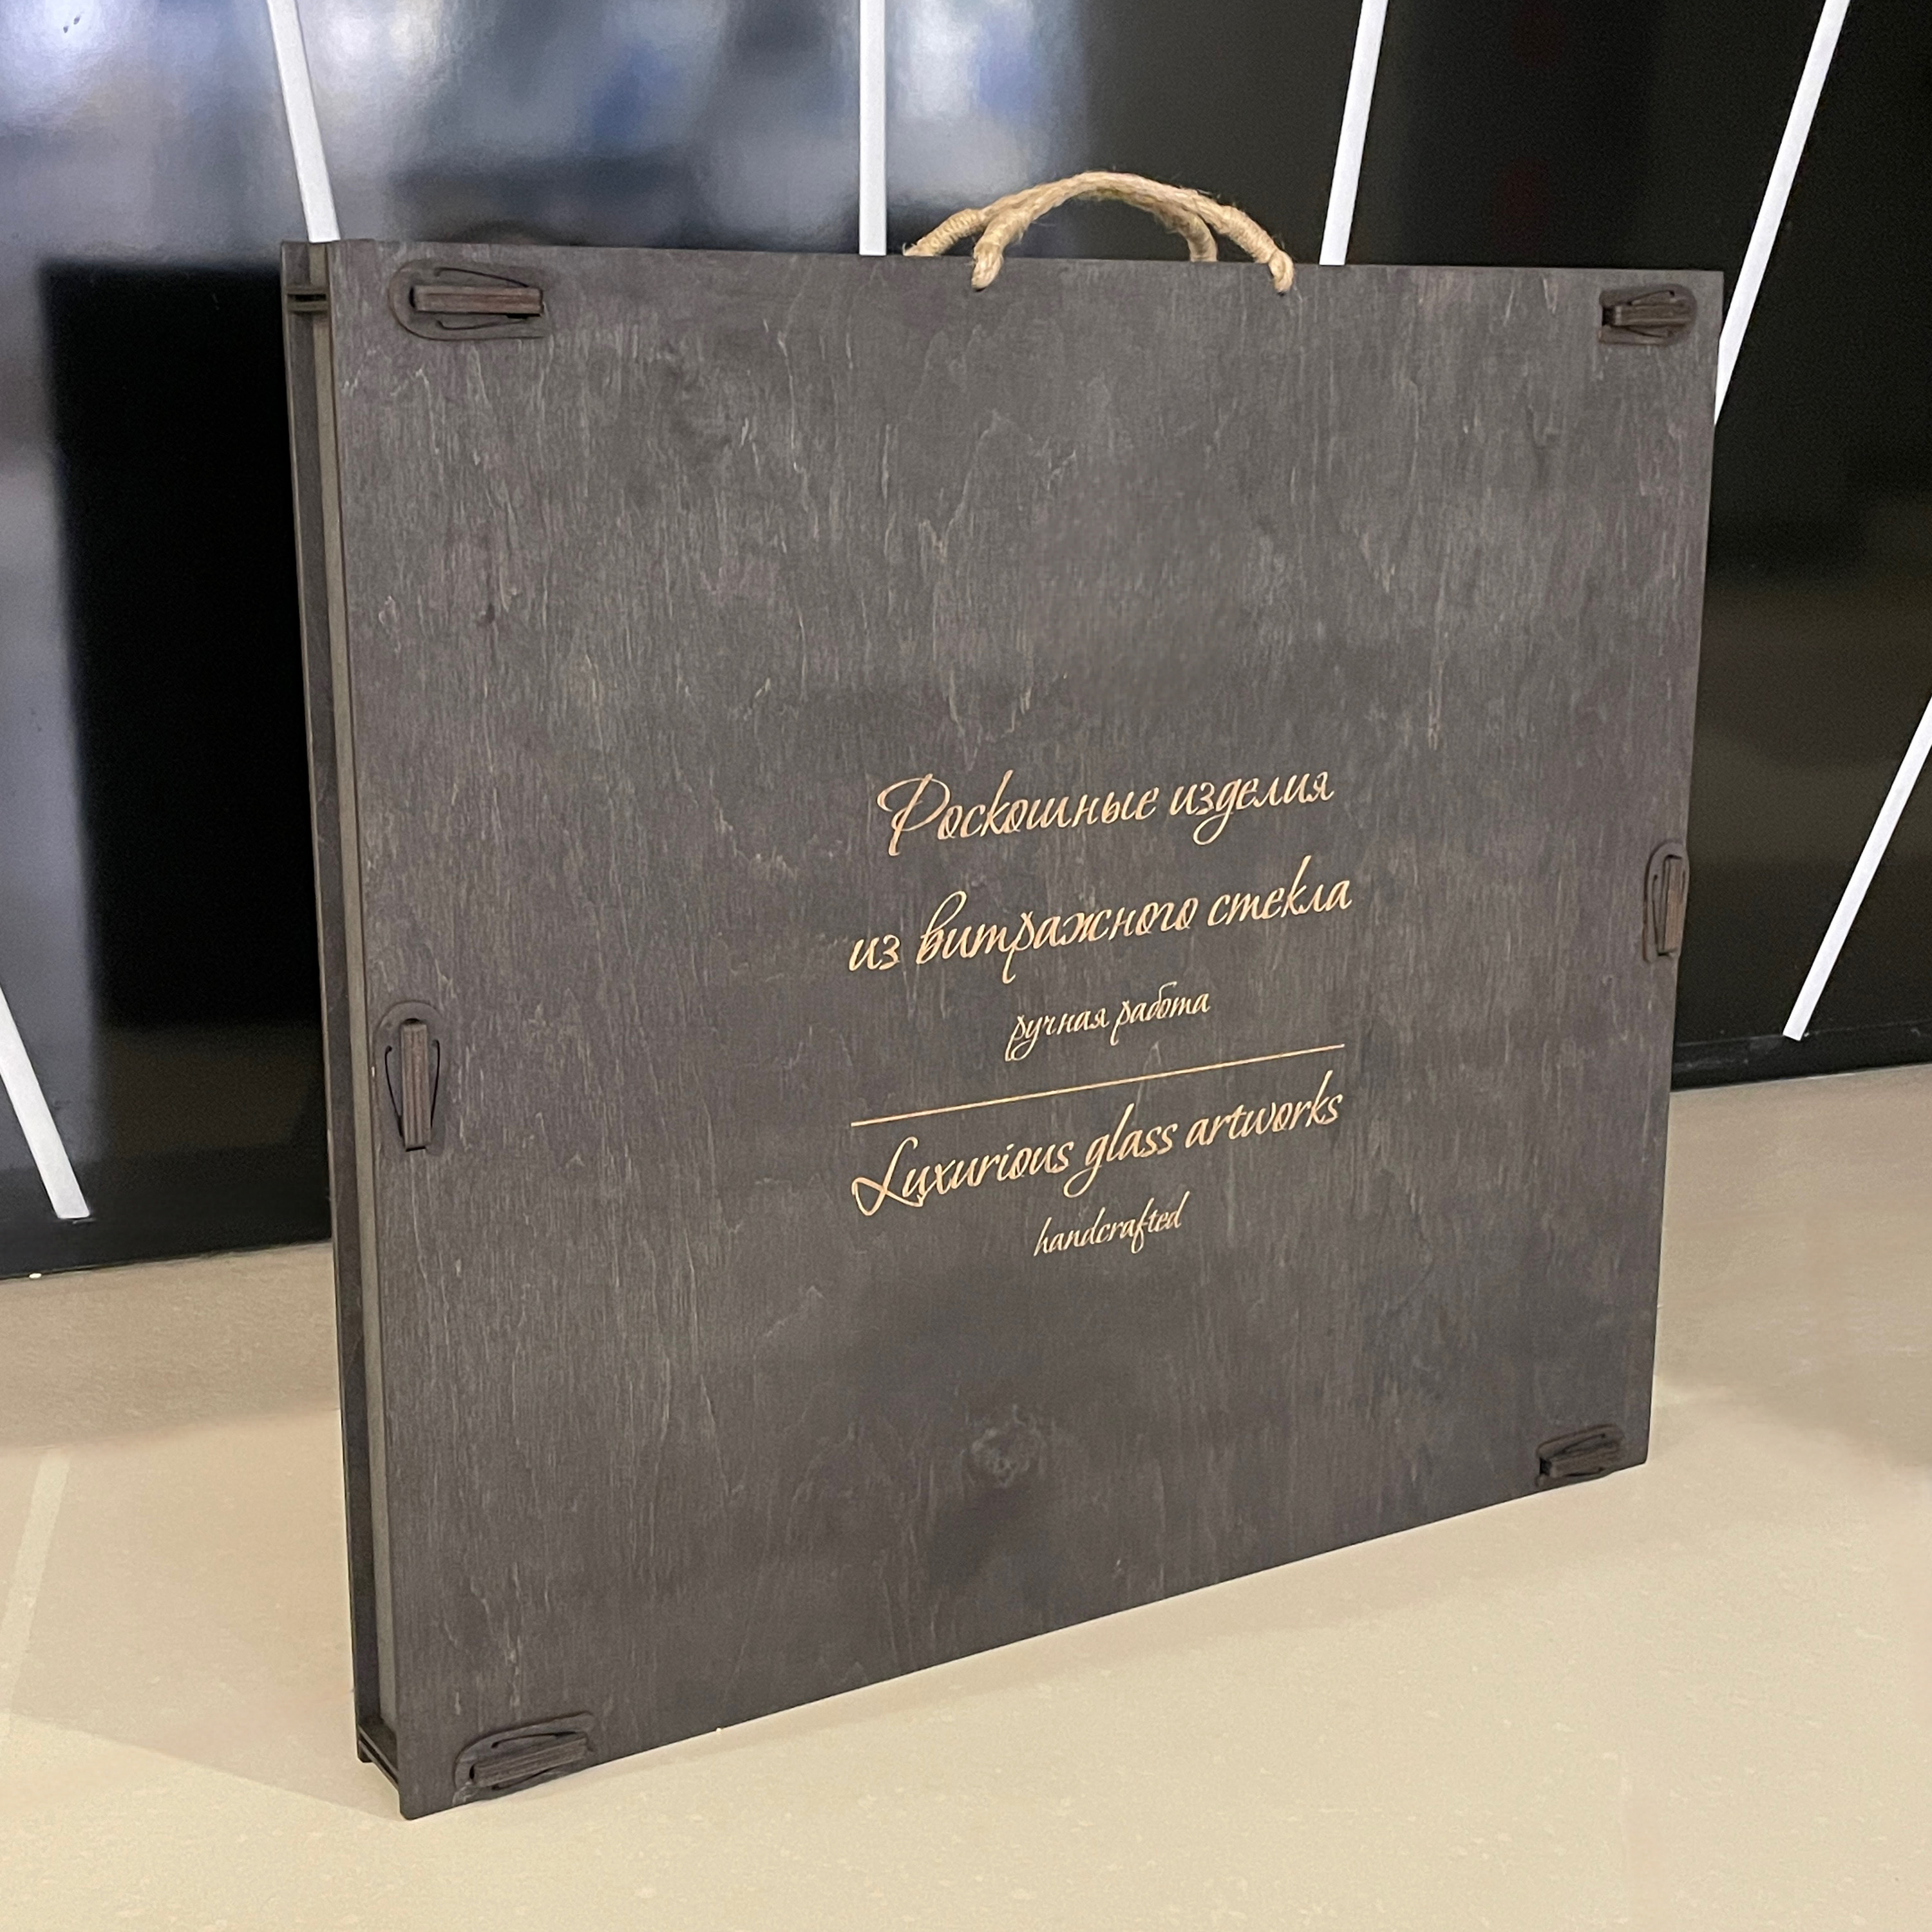 Роскошные изделия
из витражного стекла
ручная работа
Luxurious glass artworks
handcrafted